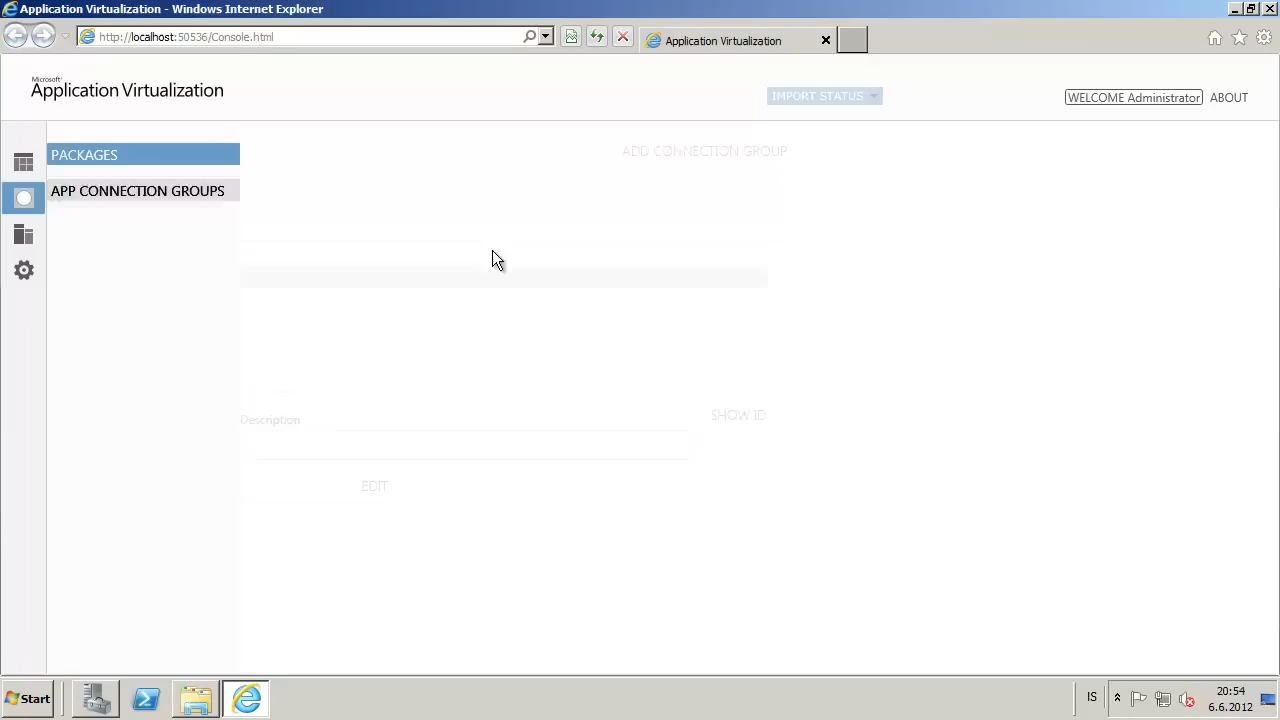 Application Virtualization - Windows Internet Explorer
http://localhost:50536/Console.html
Application Virtualization
Microsoft®
Application Virtualization
IMPORT STATUS
WELCOME Administrator
ABOUT
PACKAGES
APP CONNECTION GROUPS
ADD CONNECTION GROUP
Description
SHOW ID
EDIT
Start
IS
20:54
6.6.2012